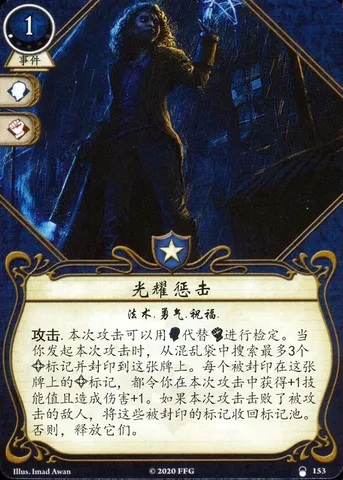 1
事件
光耀惩击
法术.勇气.祝福.
攻击.本次攻击可以用代替进行检定。当
你发起本次攻击时，从混乱袋中搜索最多3个
标记并封印到这张牌上。每个被封印在这张
牌上的标记，都令你在本次攻击中获得+1技
能值且造成伤害+1。如果本次攻击击败了被攻
击的敌人，将这些被封印的标记收回标记池。
否则，释放它们。
Illus. Imad Awan
© 2020 FFG
153